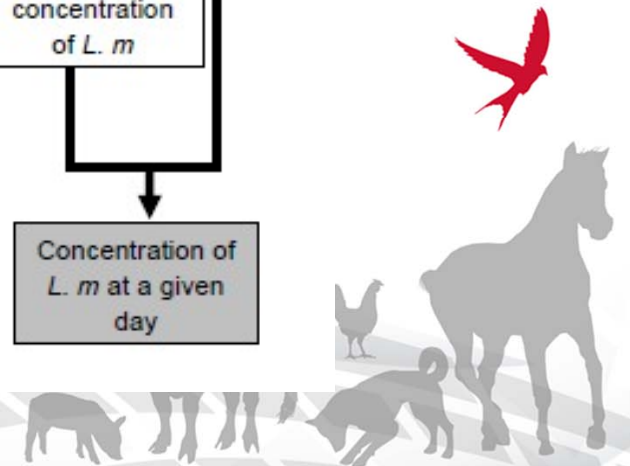 concentration
of L. m
Concentration of
L. m at a given
day